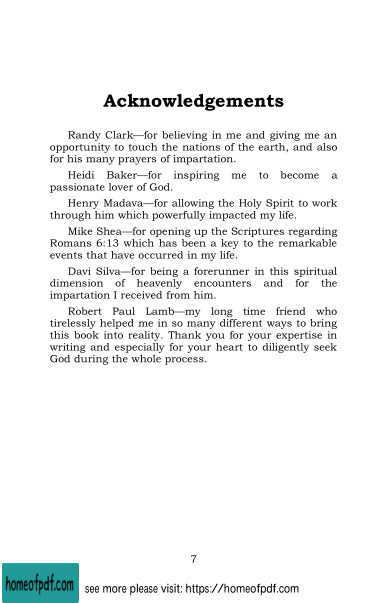 Acknowledgements
Randy Clark—for believing in me and giving me an
opportunity to touch the nations of the earth, and also
for his many prayers of impartation.
Heidi Baker—for inspiring me to become a
passionate lover of God.
Henry Madava—for allowing the Holy Spirit to work
through him which powerfully impacted my life.
Mike Shea—for opening up the Scriptures regarding
Romans 6:13 which has been a key to the remarkable
events that have occurred in my life.
Davi Silva—for being a forerunner in this spiritual
dimension of heavenly encounters and for the
impartation I received from him.
Robert Paul Lamb—my long time friend who
tirelessly helped me in so many different ways to bring
this book into reality. Thank you for your expertise in
writing and especially for your heart to diligently seek
God during the whole process.
7
homeofpdf.com
see more please visit: https://homeofpdf.com